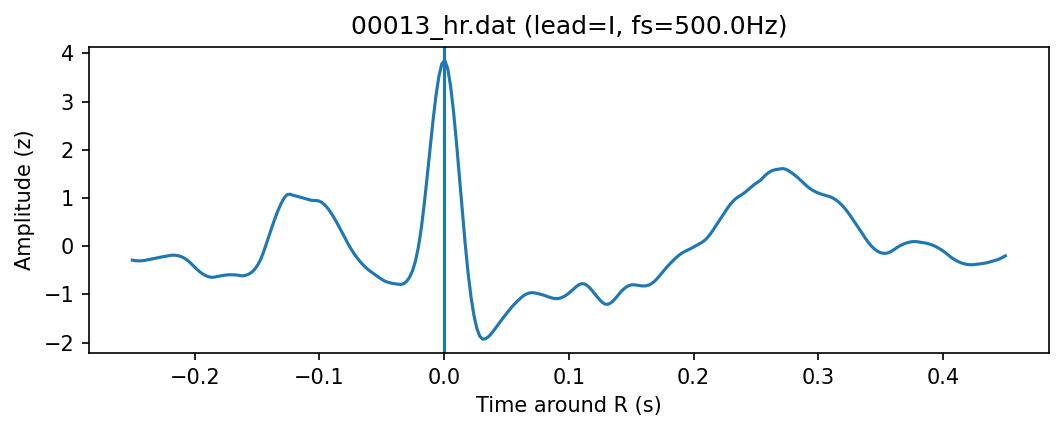 00013_hr.dat (lead=I, fs=500.0Hz)
Amplitude (z)
4
3
2
1
0
−1
−2
−0.2 −0.1 0.0 0.1 0.2 0.3 0.4
Time around R (s)